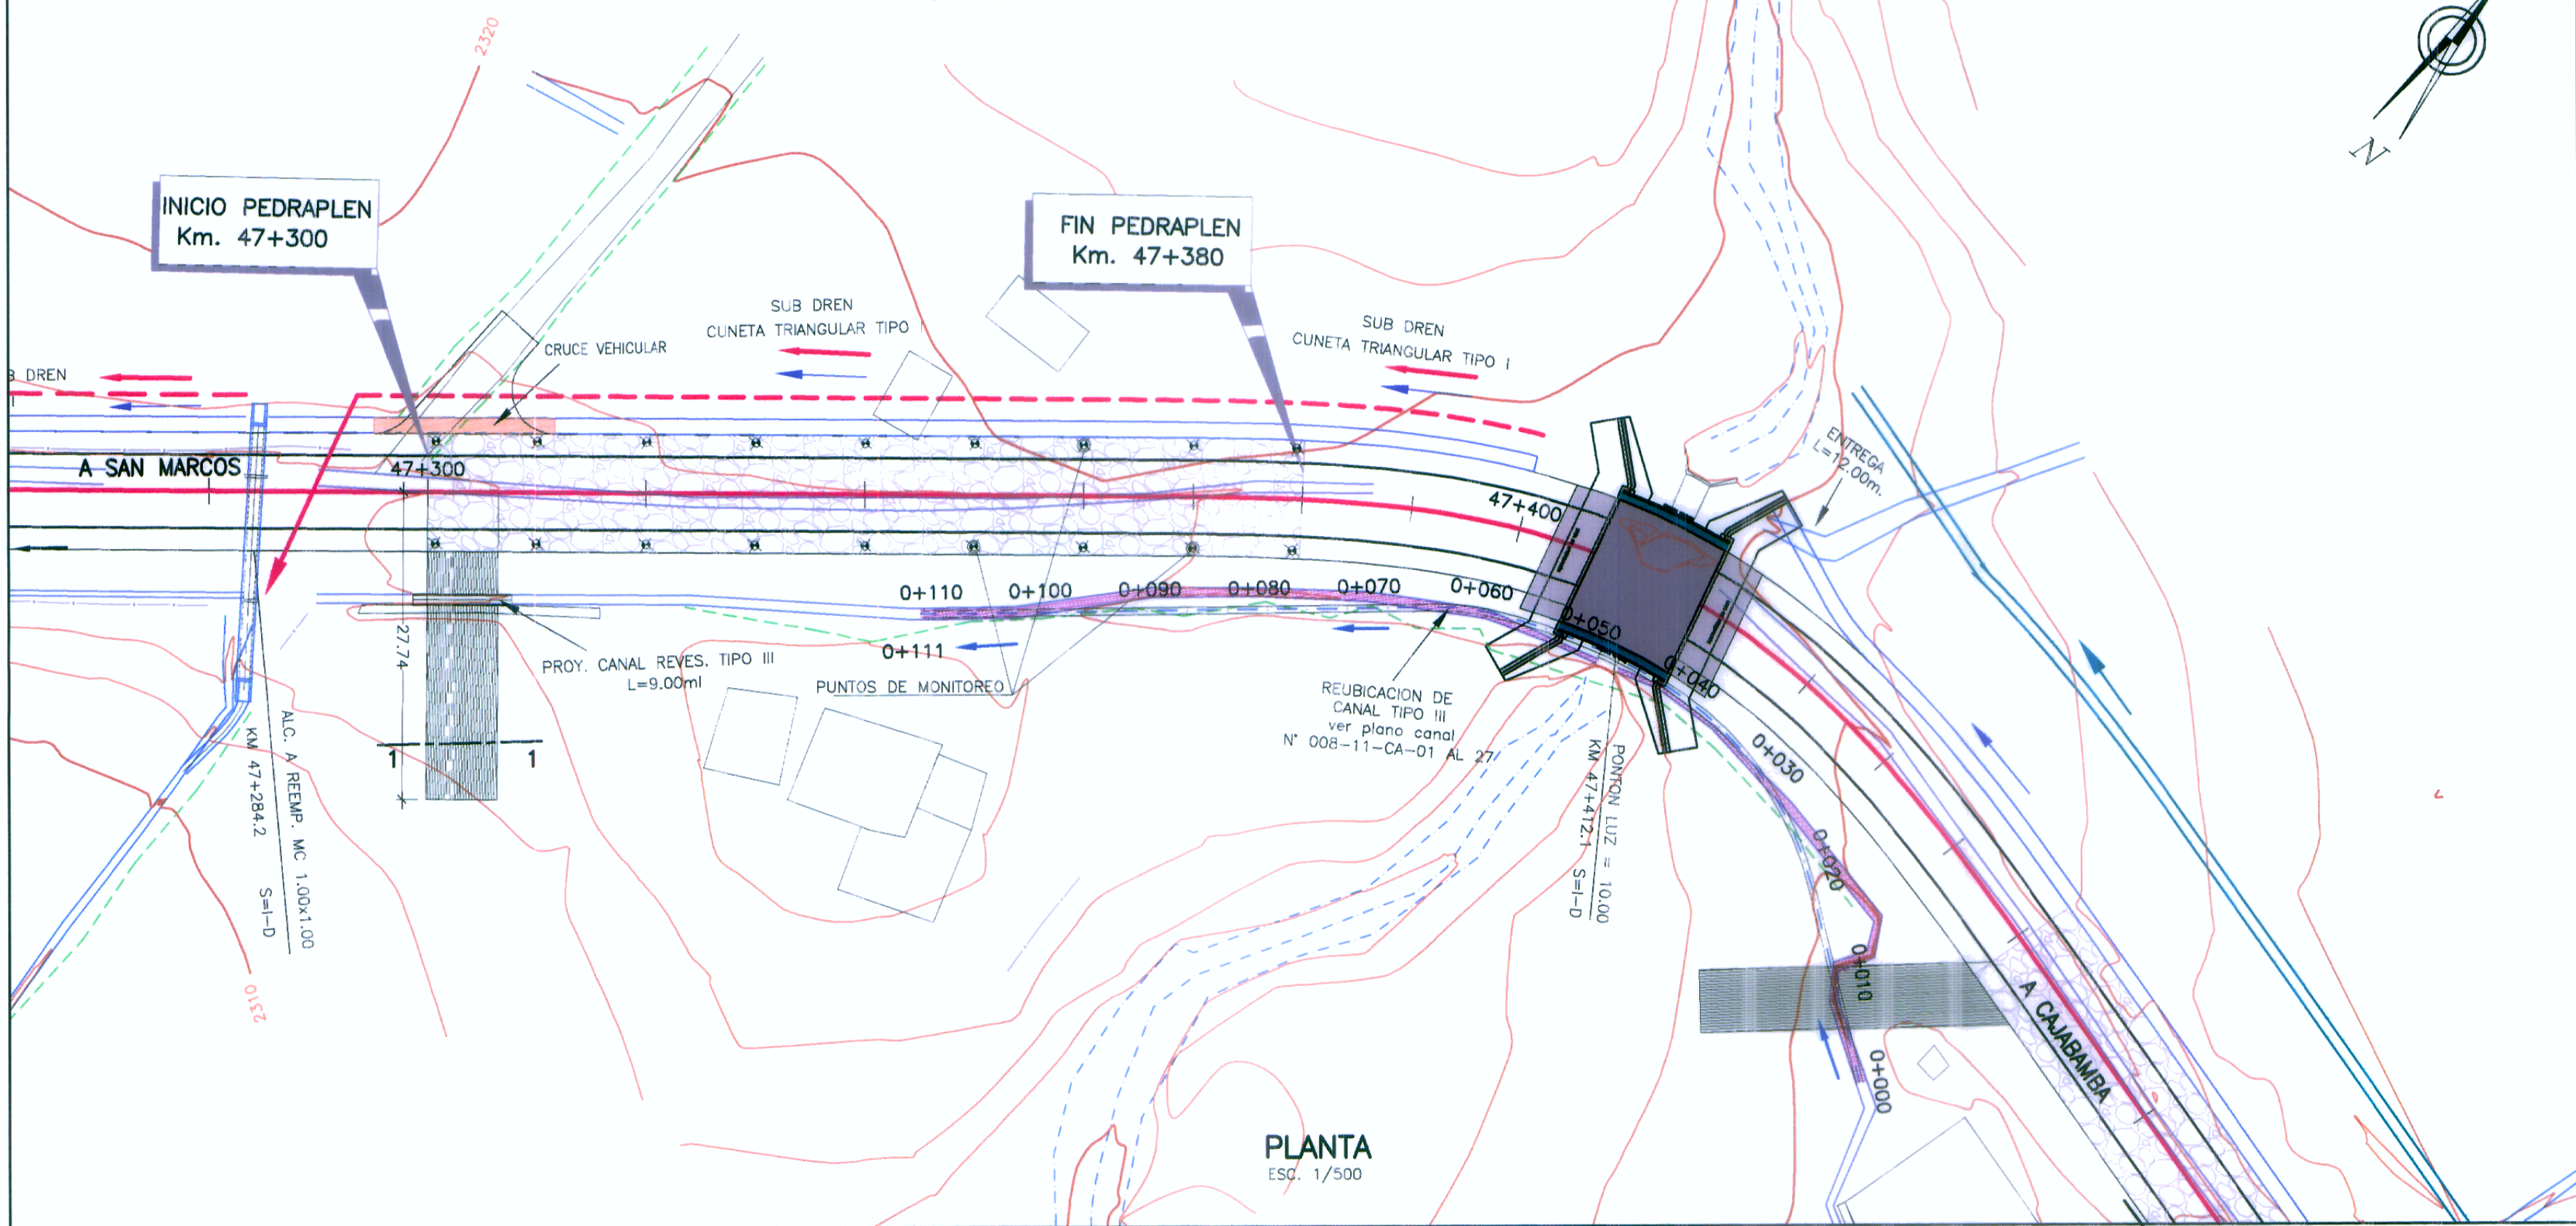 2320
N
INICIO PEDRAPLEN
Km. 47+300
FIN PEDRAPLEN
Km. 47+380
SUB DREN
CUNETA TRIANGULAR TIPO I
SUB DREN
CUNETA TRIANGULAR TIPO I
CRUCE VEHICULAR
B DREN
I
A SAN MARCOS
47+300
47+400
ENTREGA
L=12.00m.
0+110
0+100
0+090
0+080
0+070
0+060
0+050
0+040
0+030
0+020
0+010
0+000
0+111
27.74
PROY. CANAL REVES. TIPO III
L=9.00ml
PUNTOS DE MONITOREO
REUBICACION DE
CANAL TIPO III
ver plano canal
N° 008-11-CA-01 AL 27
1
1
ALC. A REEMP. MC 1.00x1.00
KM 47+284.2 S=I-D
PONTON LUZ = 10.00
KM 47+412.1 S=I-D
2310
A CAJABAMBA
PLANTA
ESC. 1/500